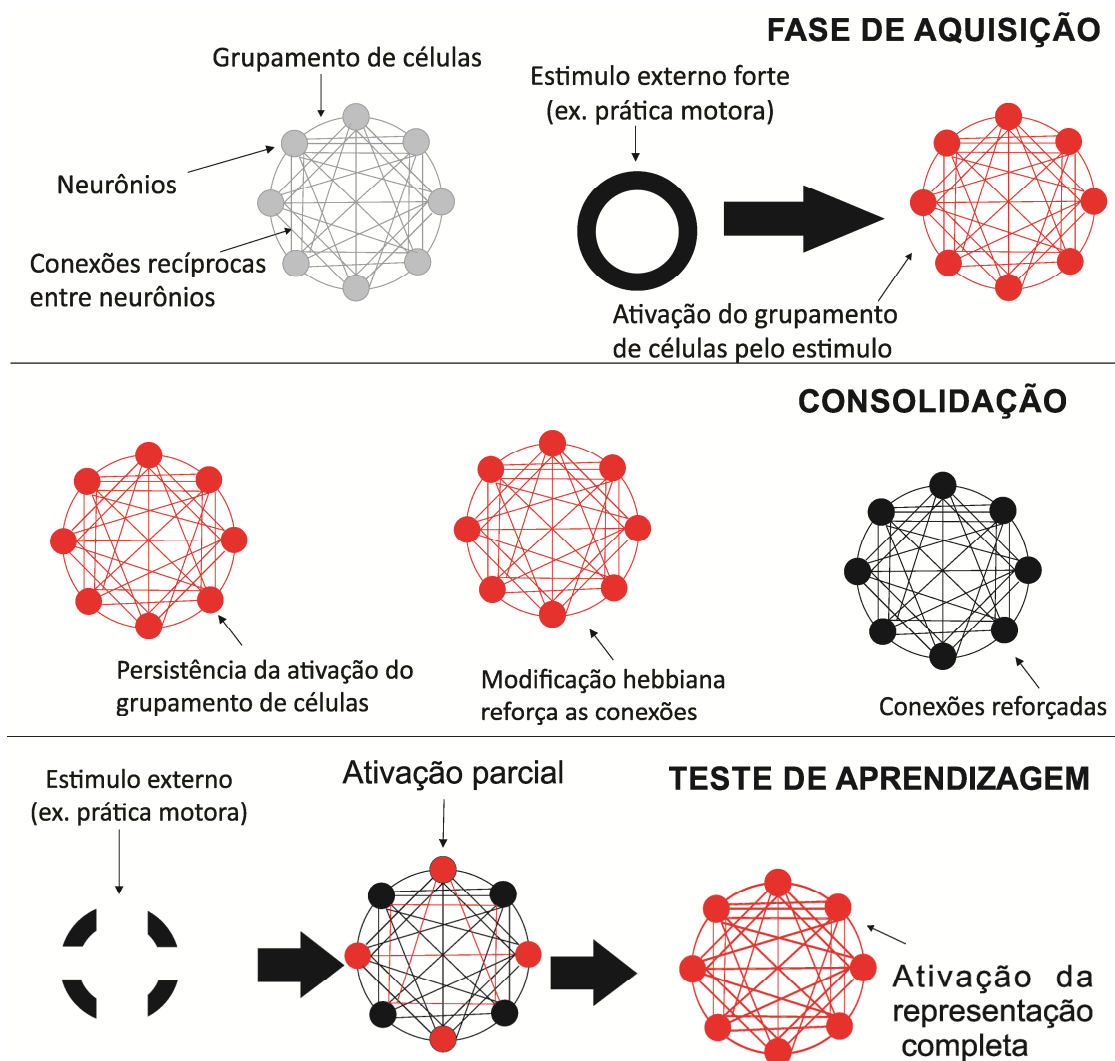 FASE DE AQUISIÇÃO
Grupamento de células
Estimulo externo forte
(ex. prática motora)
Neurônios
Conexões recíprocas
entre neurônios
Ativação do grupamento
de células pelo estimulo
CONSOLIDAÇÃO
Persistência da ativação do
grupamento de células
Modificação hebbiana
reforça as conexões
Conexões reforçadas
TESTE DE APRENDIZAGEM
Estimulo externo
(ex. prática motora)
Ativação parcial
Ativação da
representação
completa